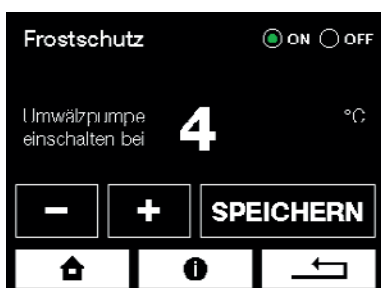 Frostschutz ON OFF
Umwälzpumpe
einschalten bei 4 °C
− + SPEICHERN
i